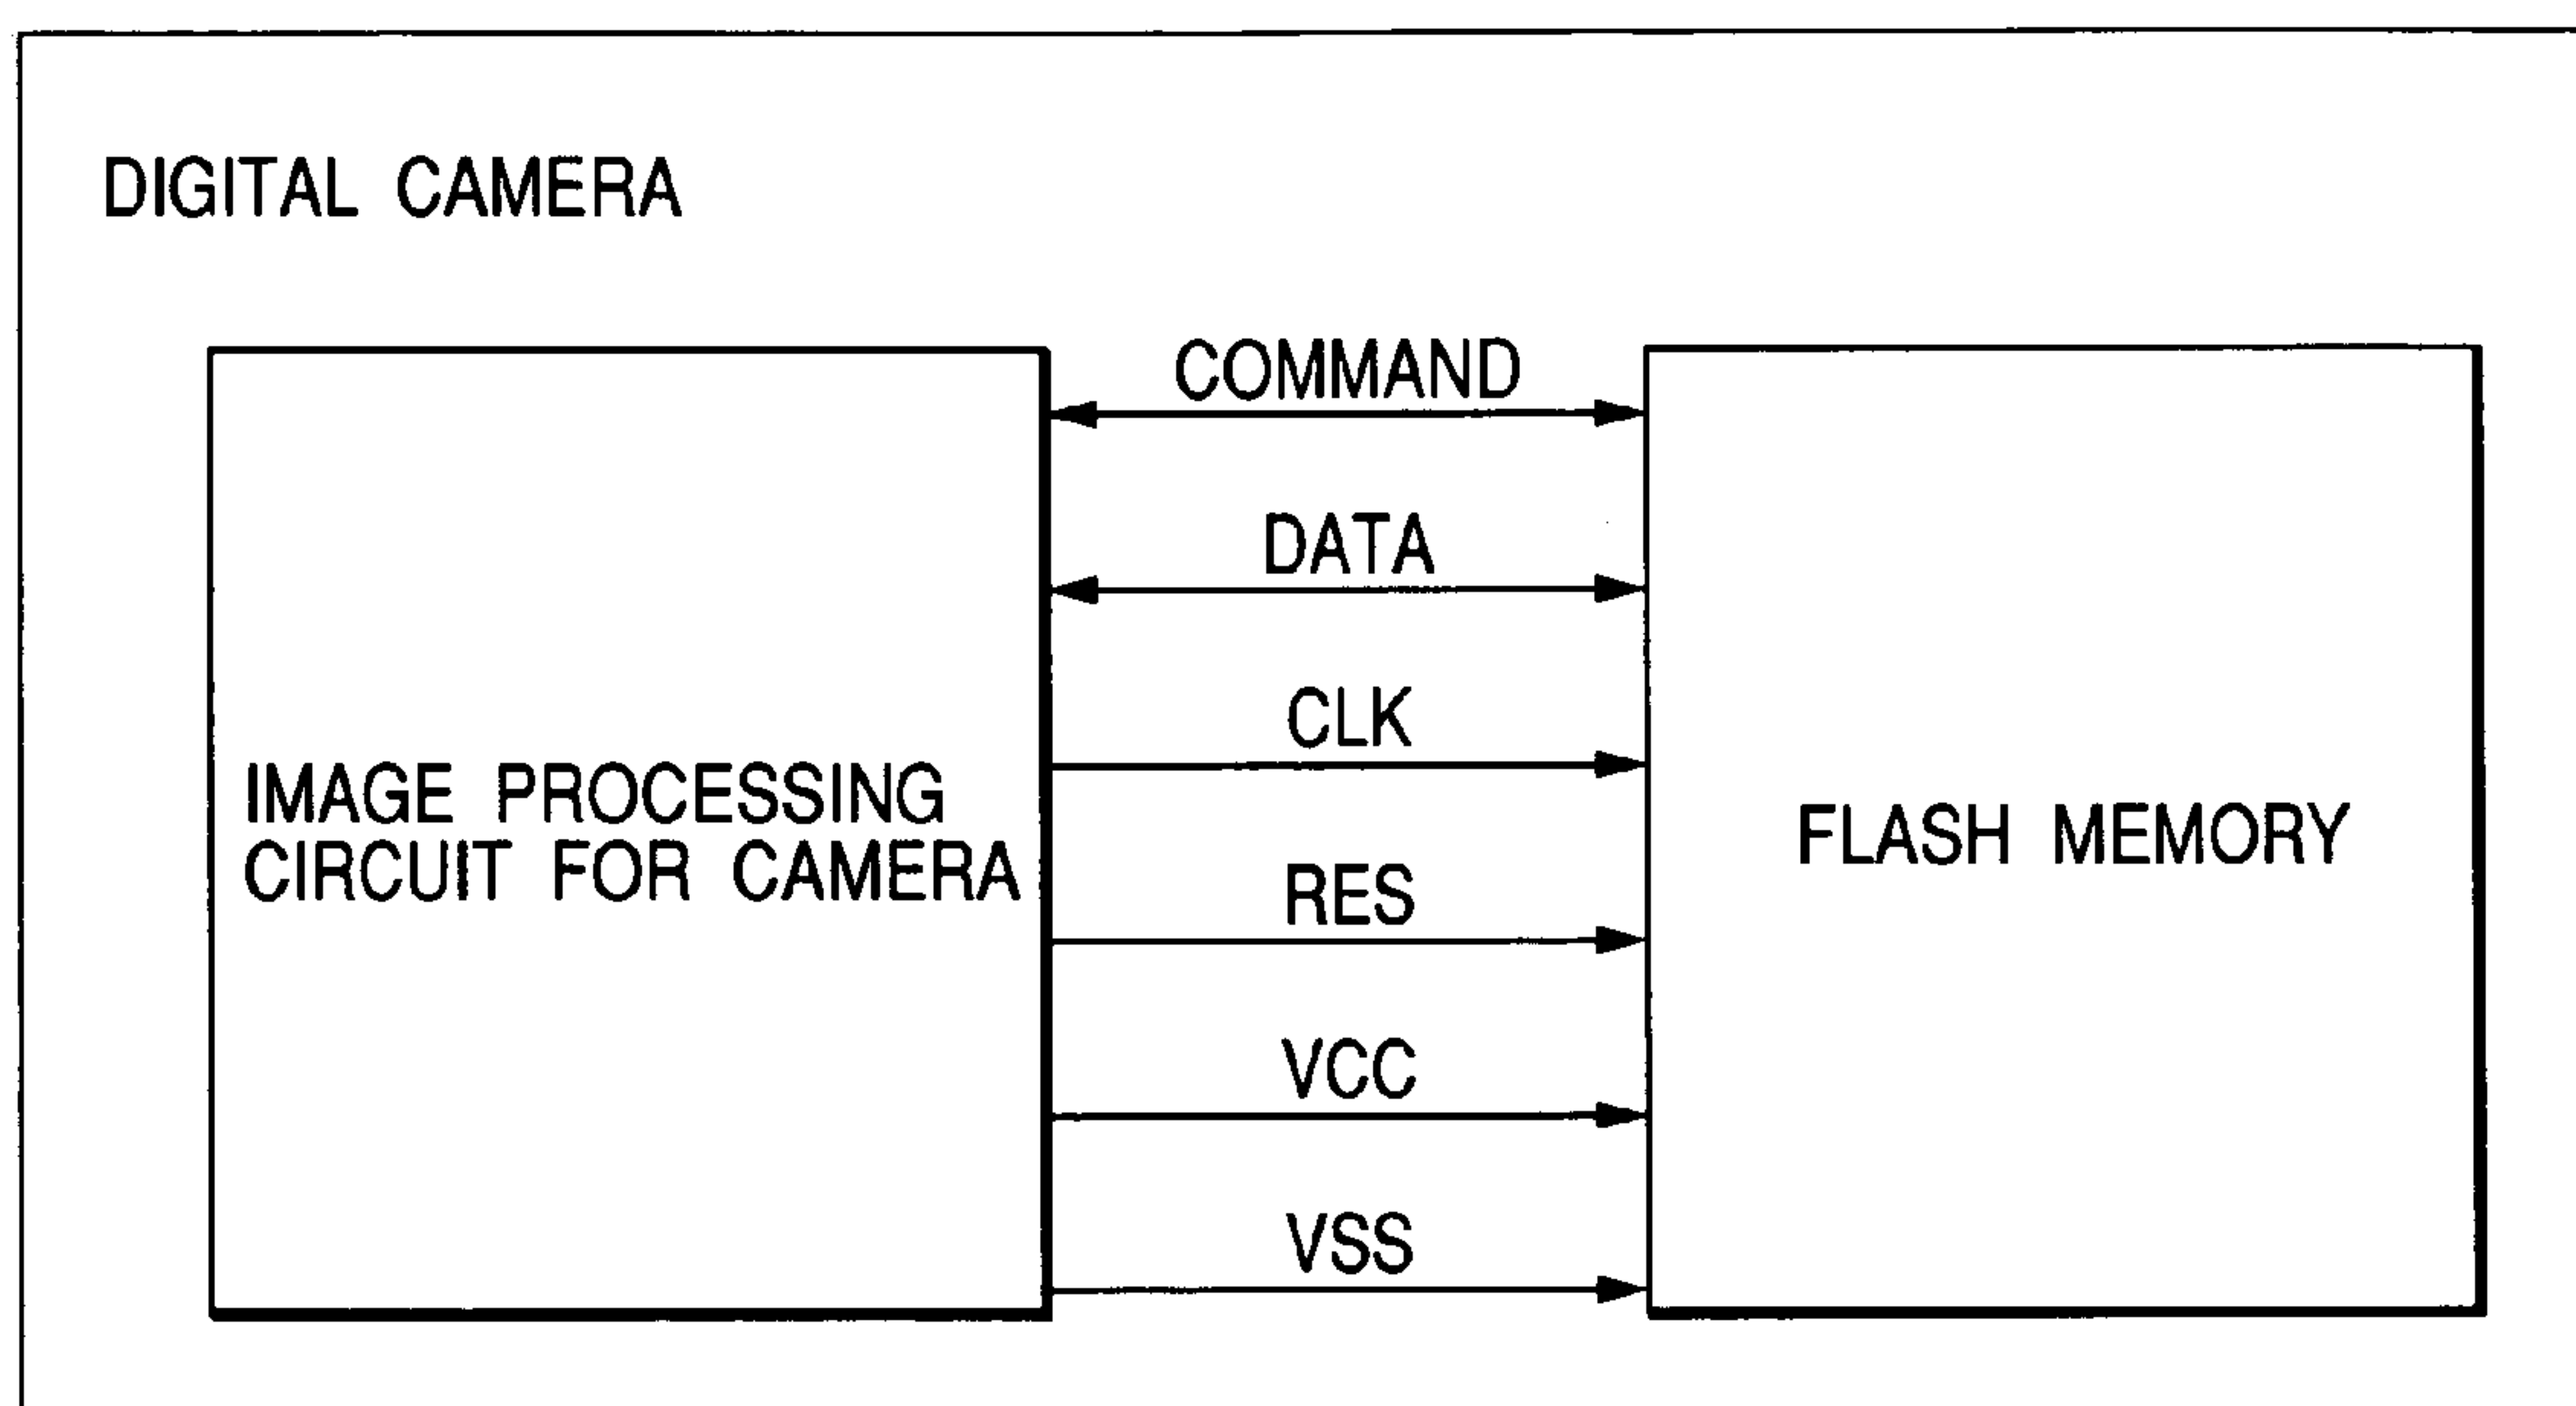 DIGITAL CAMERA
COMMAND
DATA
CLK
IMAGE PROCESSING
CIRCUIT FOR CAMERA
RES
FLASH MEMORY
VCC
VSS